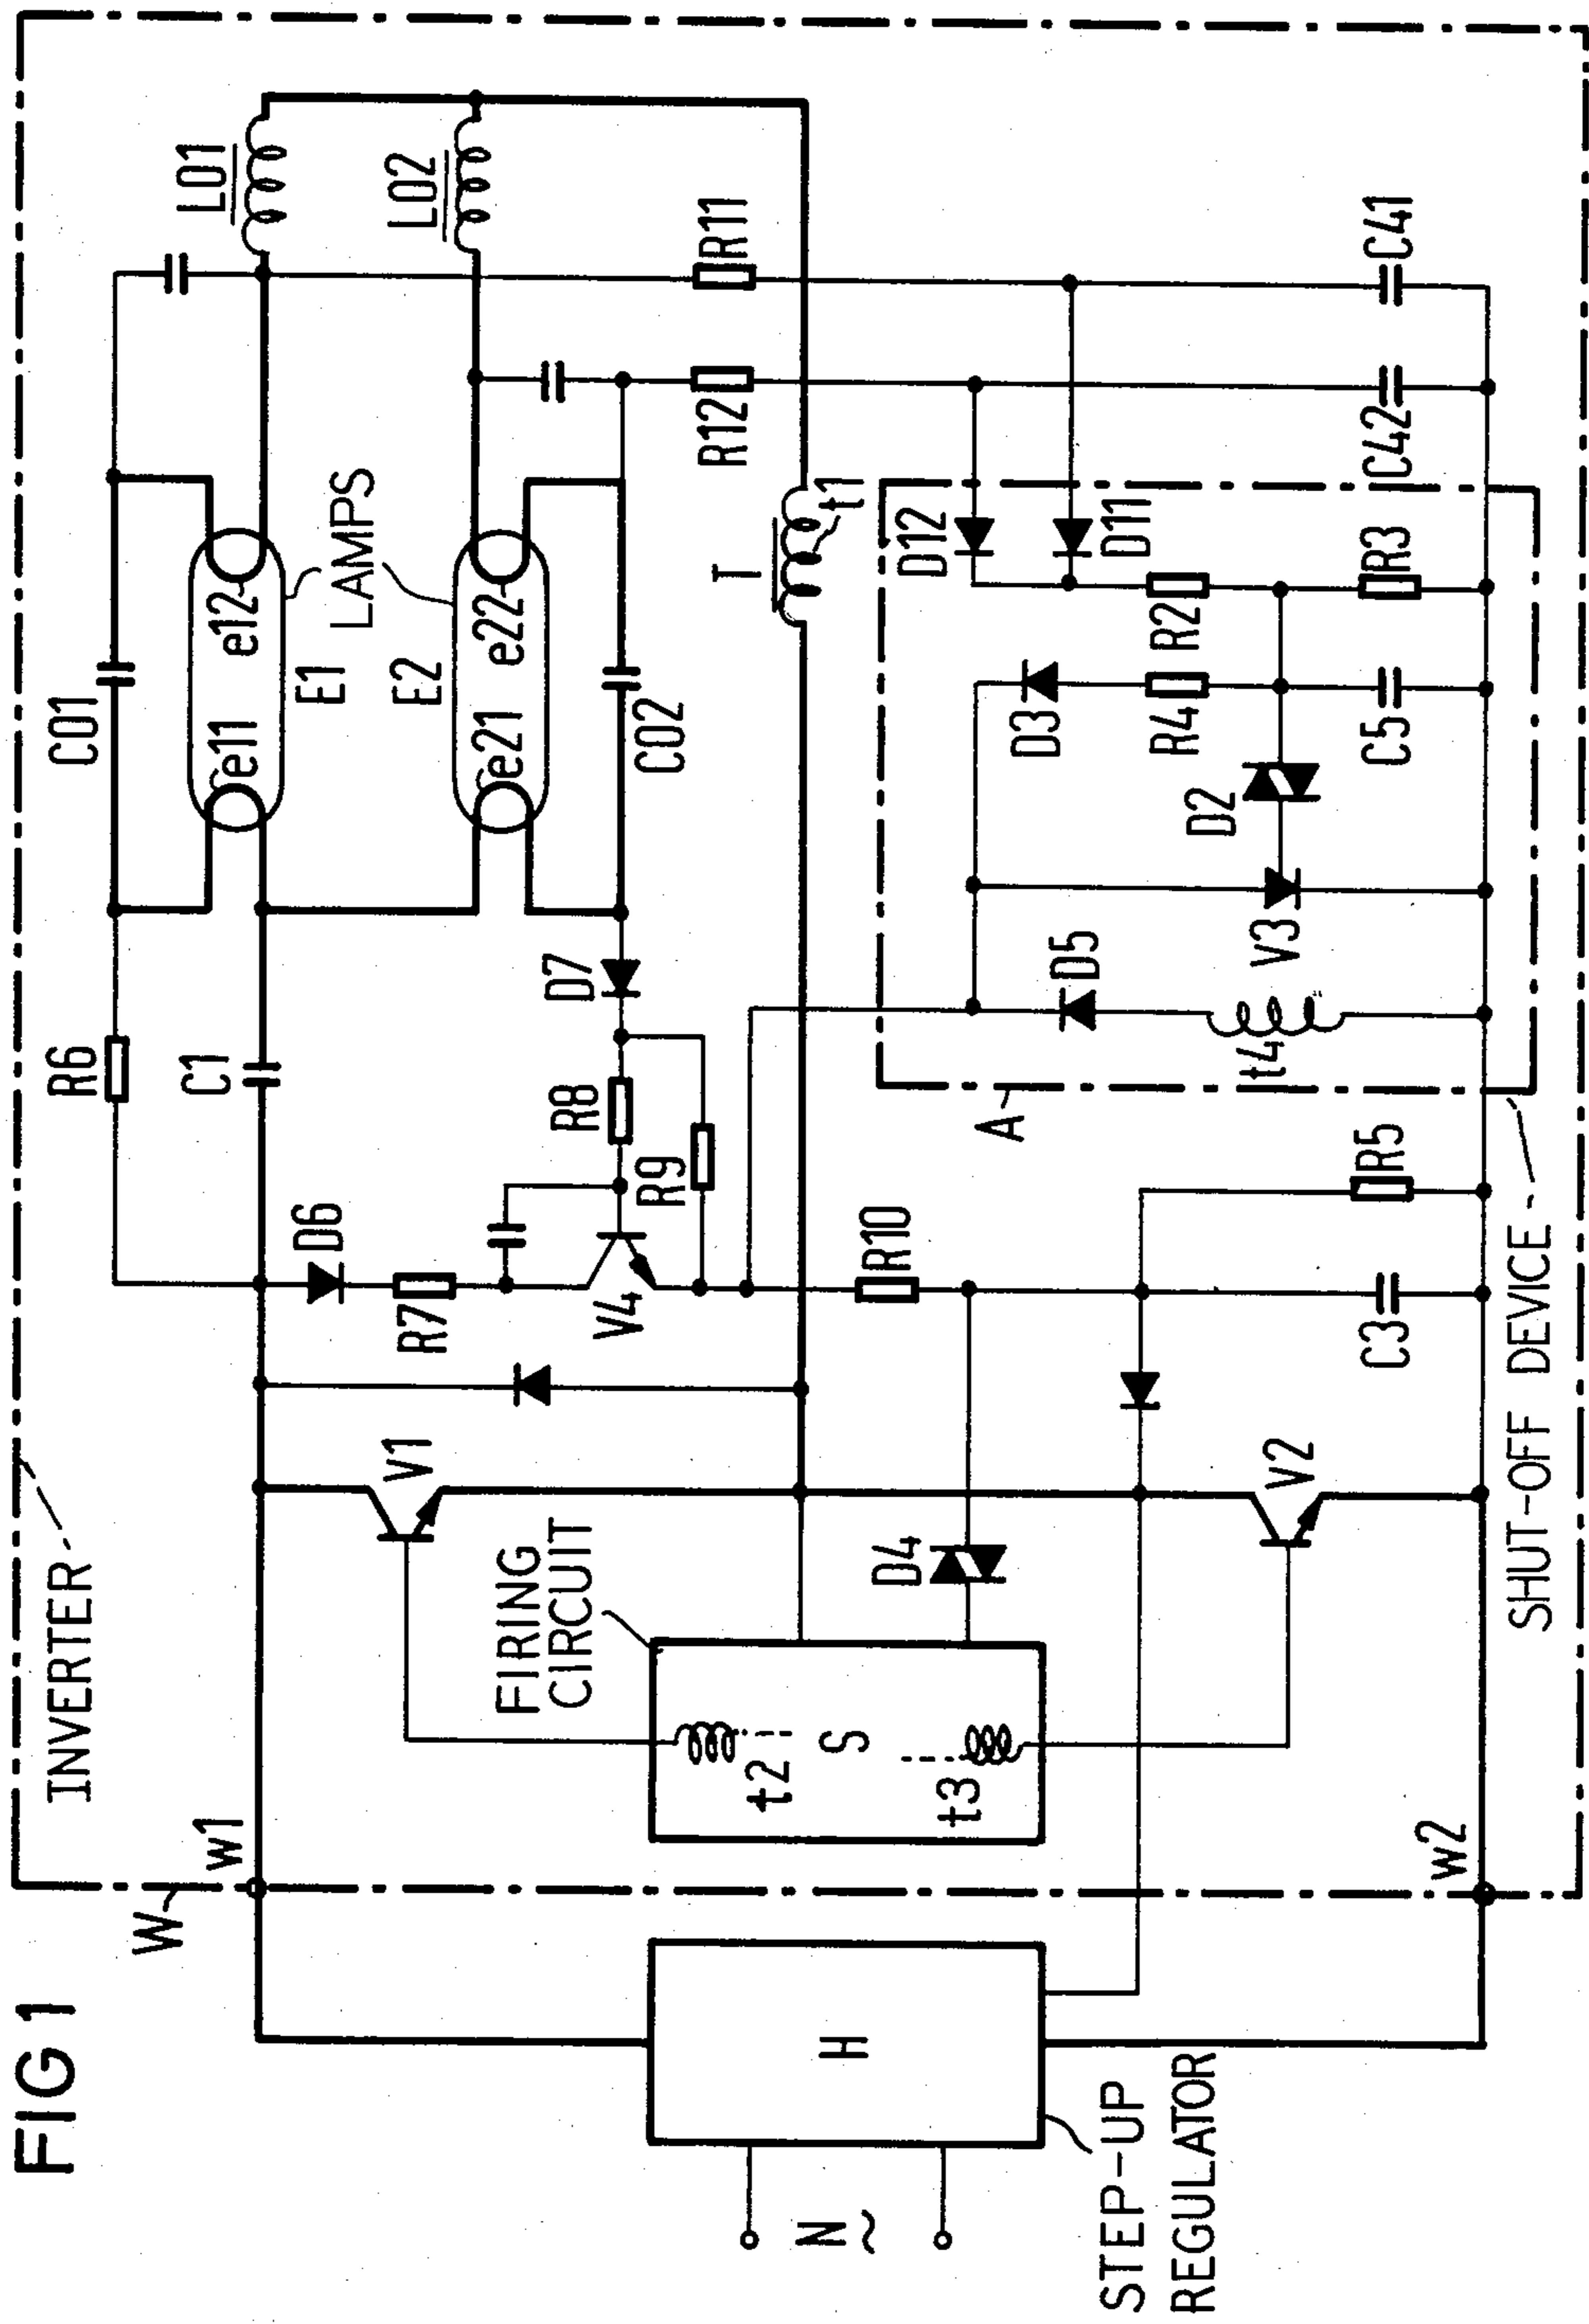 FIG 1
INVERTER
W
w1
w2
N
~
H
STEP-UP
REGULATOR
FIRING
CIRCUIT
S
t2
t3
V1
V2
D4
D6
R7
V4
R8
R9
D7
R10
C3
R5
R6
C1
C01
e11
e12
E1
LAMPS
E2
e21
e22
C02
L01
L02
R11
R12
C41
C42
T
t1
A
D12
D11
D3
R2
R3
R4
C5
D2
V3
D5
t4
SHUT-OFF DEVICE